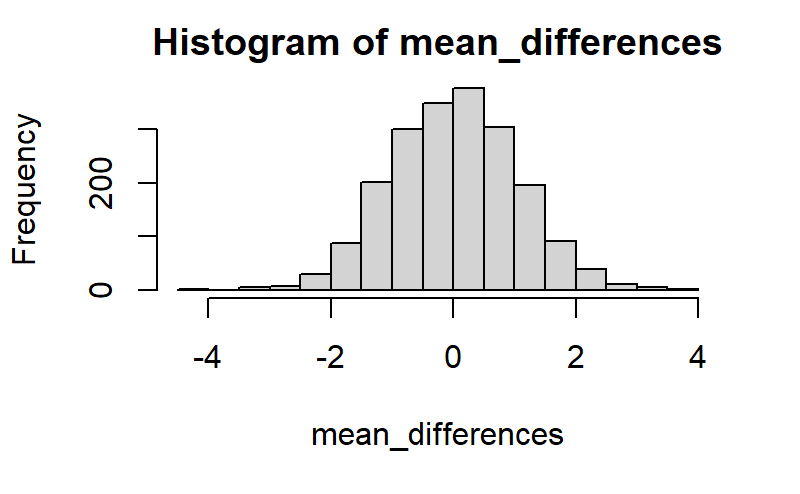 Histogram of mean_differences
Frequency
200
0
-4 -2 0 2 4
mean_differences